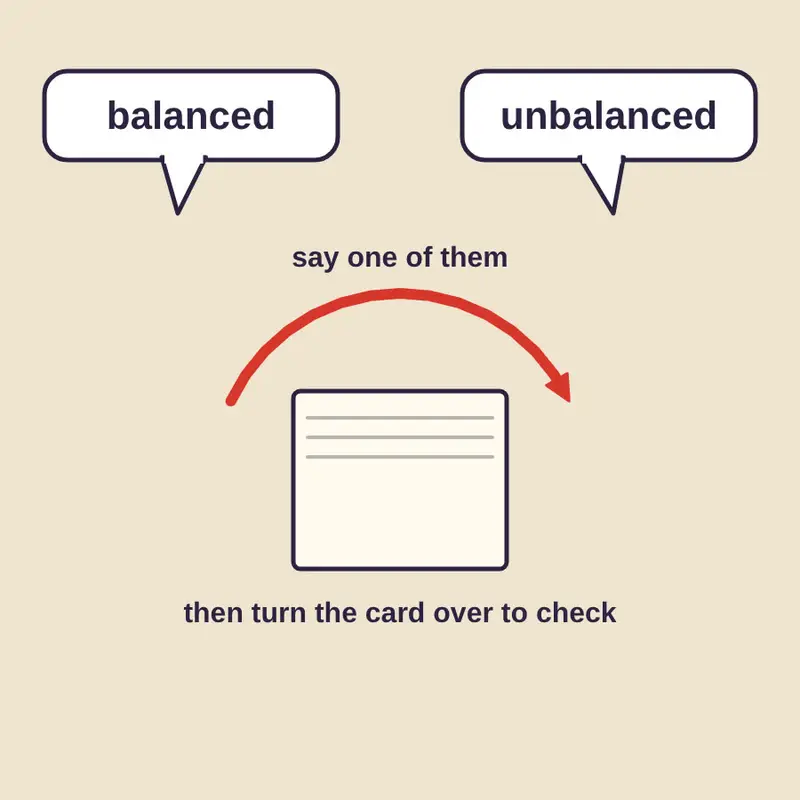 balanced
unbalanced
say one of them
then turn the card over to check